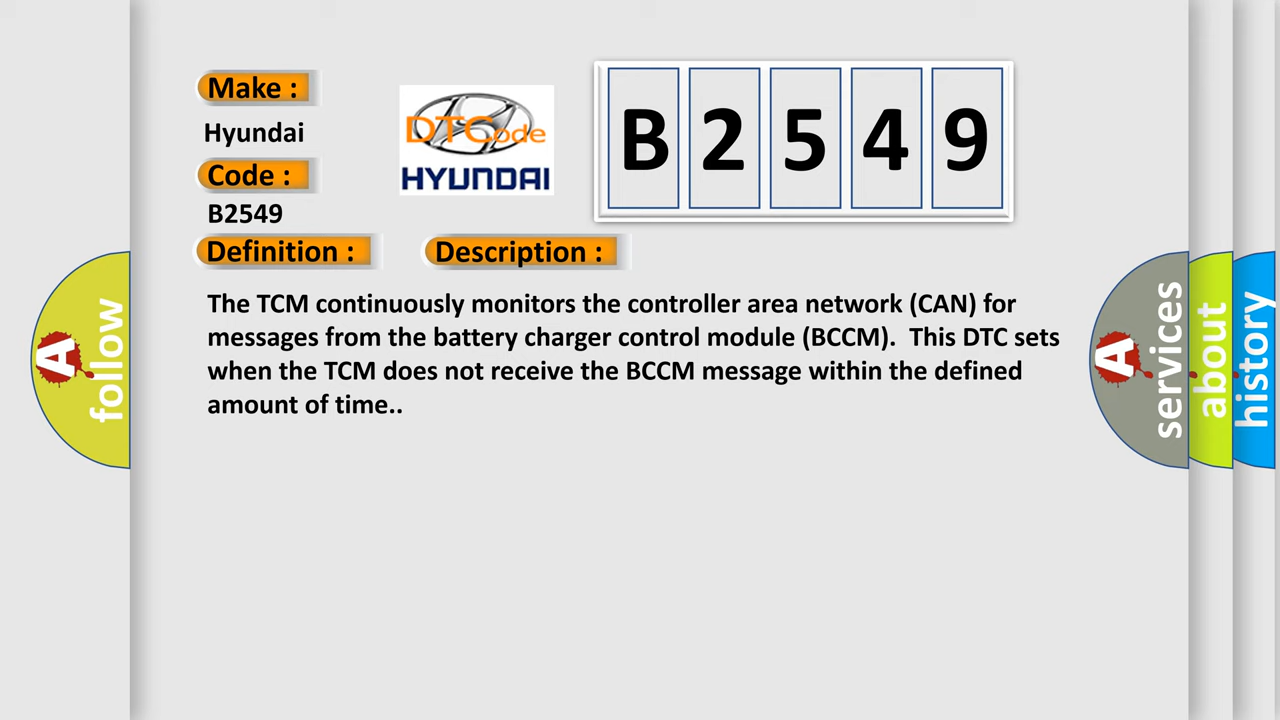 Make :
Hyundai
Code :
B2549
Definition :
Description :
DTCode
HYUNDAI
B 2 5 4 9
The TCM continuously monitors the controller area network (CAN) for
messages from the battery charger control module (BCCM).  This DTC sets
when the TCM does not receive the BCCM message within the defined
amount of time..
A
follow
A
services
about
history